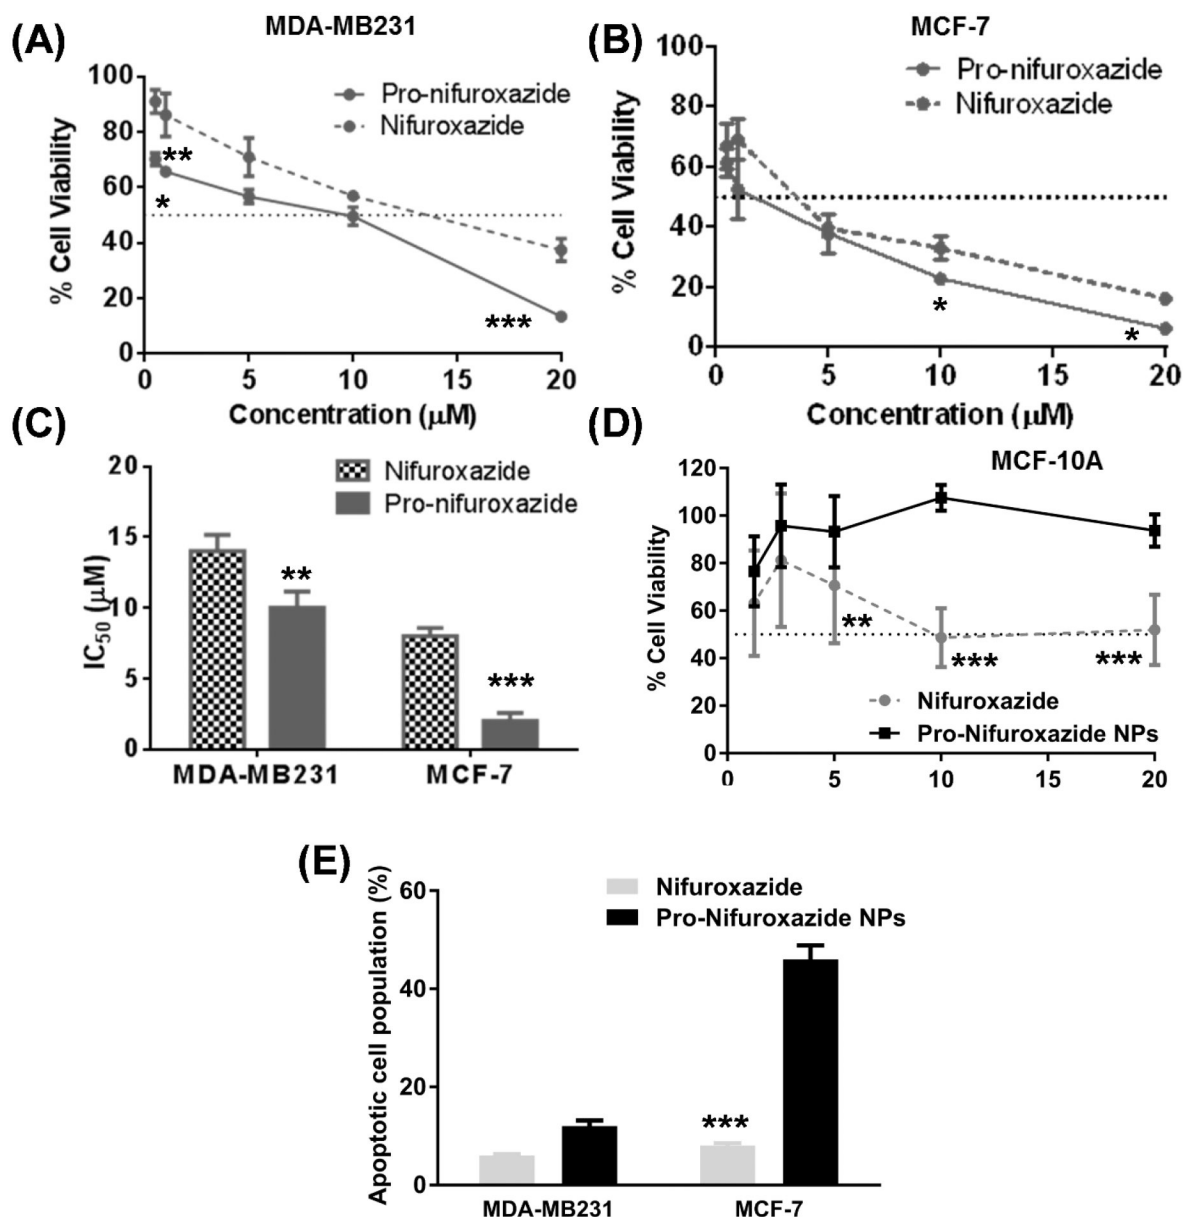 (A)
MDA-MB231
Pro-nifuroxazide
Nifuroxazide
% Cell Viability
100
80
60
40
20
0
**
*
***
0 5 10 15 20
Concentration (μM)
(B)
MCF-7
Pro-nifuroxazide
Nifuroxazide
% Cell Viability
100
80
60
40
20
0
*
*
0 5 10 15 20
Concentration (μM)
(C)
Nifuroxazide
Pro-nifuroxazide
IC50 (μM)
20
15
10
5
0
**
***
MDA-MB231 MCF-7
(D)
MCF-10A
% Cell Viability
120
100
80
60
40
20
0
**
***
***
Nifuroxazide
Pro-Nifuroxazide NPs
0 5 10 15 20
(E)
Nifuroxazide
Pro-Nifuroxazide NPs
Apoptotic cell population (%)
60
40
20
0
***
MDA-MB231 MCF-7